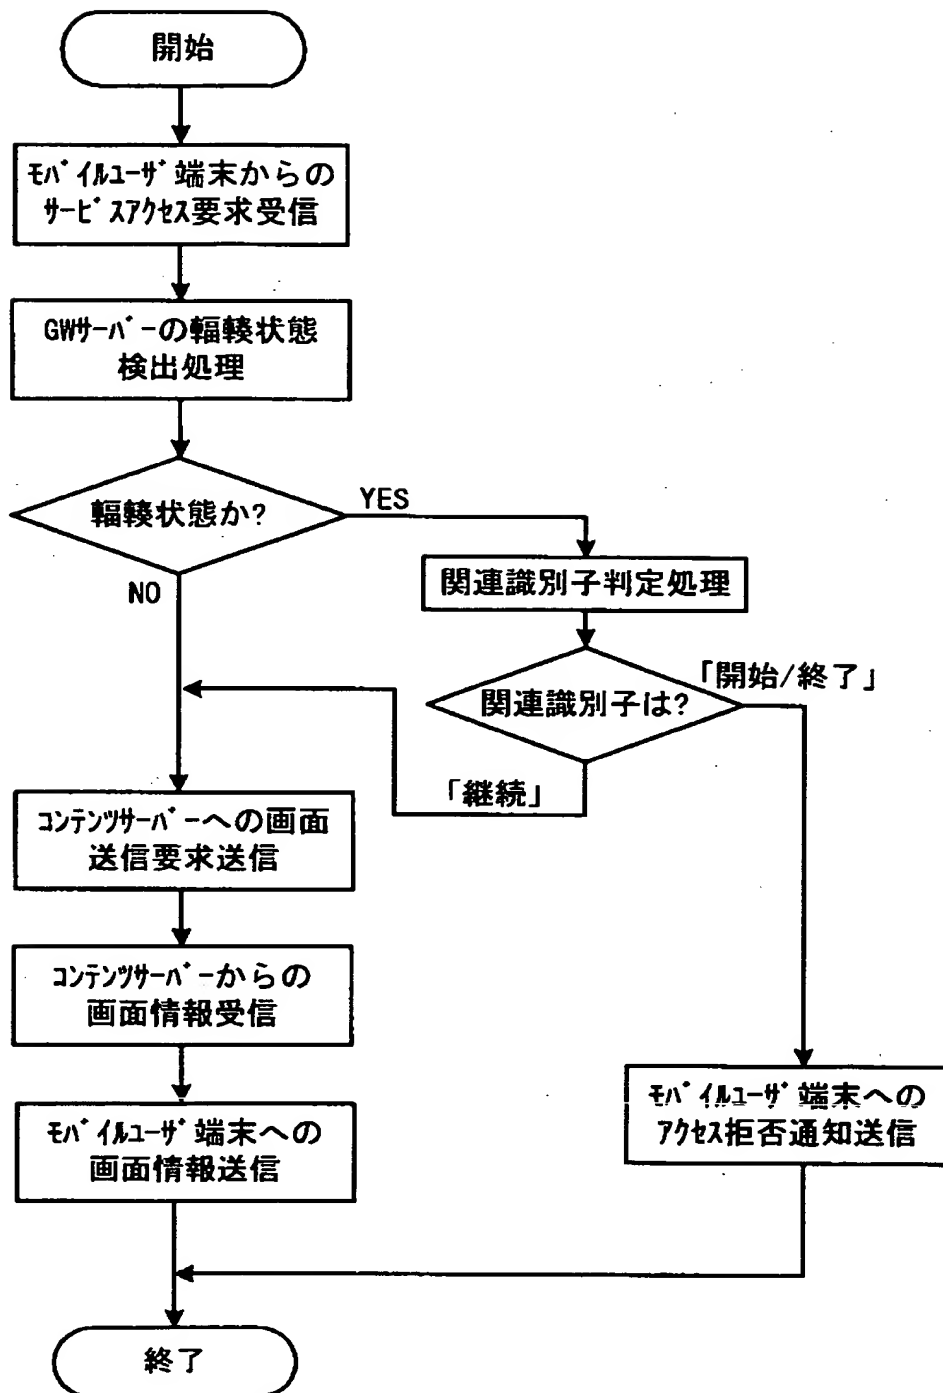 開始
モバイルユーザ端末からの
サービスアクセス要求受信
GWサーバーの輻輳状態
検出処理
輻輳状態か?
YES
NO
関連識別子判定処理
関連識別子は?
「開始/終了」
「継続」
コンテンツサーバーへの画面
送信要求送信
コンテンツサーバーからの
画面情報受信
モバイルユーザ端末への
画面情報送信
モバイルユーザ端末への
アクセス拒否通知送信
終了